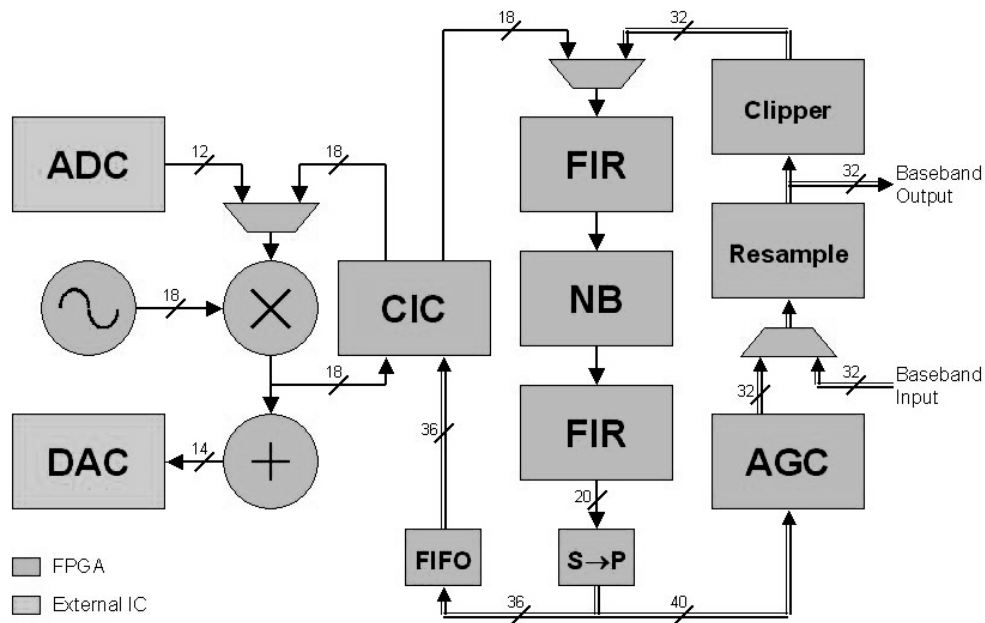 18
32
Clipper
ADC
12
18
FIR
32
Baseband
Output
Resample
18
CIC
NB
18
32
32
Baseband
Input
DAC
14
36
FIR
AGC
20
FPGA
FIFO
S→P
External IC
36
40